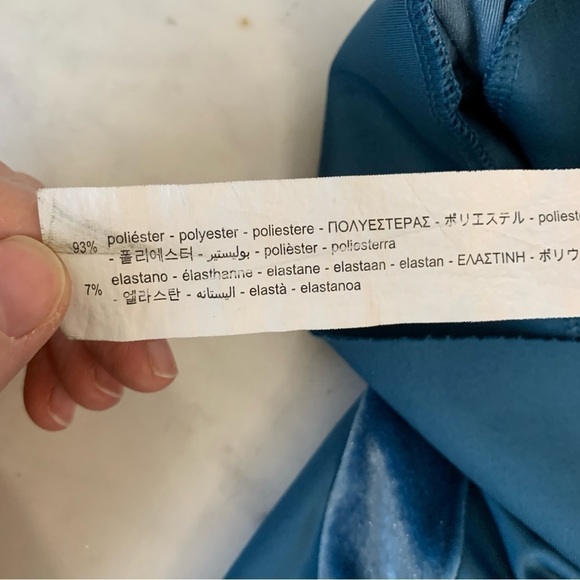 93% poliéster - polyester - poliestere - ΠΟΛΥΕΣΤΕΡΑΣ - ポリエステル - polieste
- 폴리에스터 - بوليستير - polièster - poliesterra
7% elastano - élasthanne - elastane - elastaan - elastan - ΕΛΑΣΤΙΝΗ - ポリウ
- 엘라스탄 - اليستانه - elastà - elastanoa